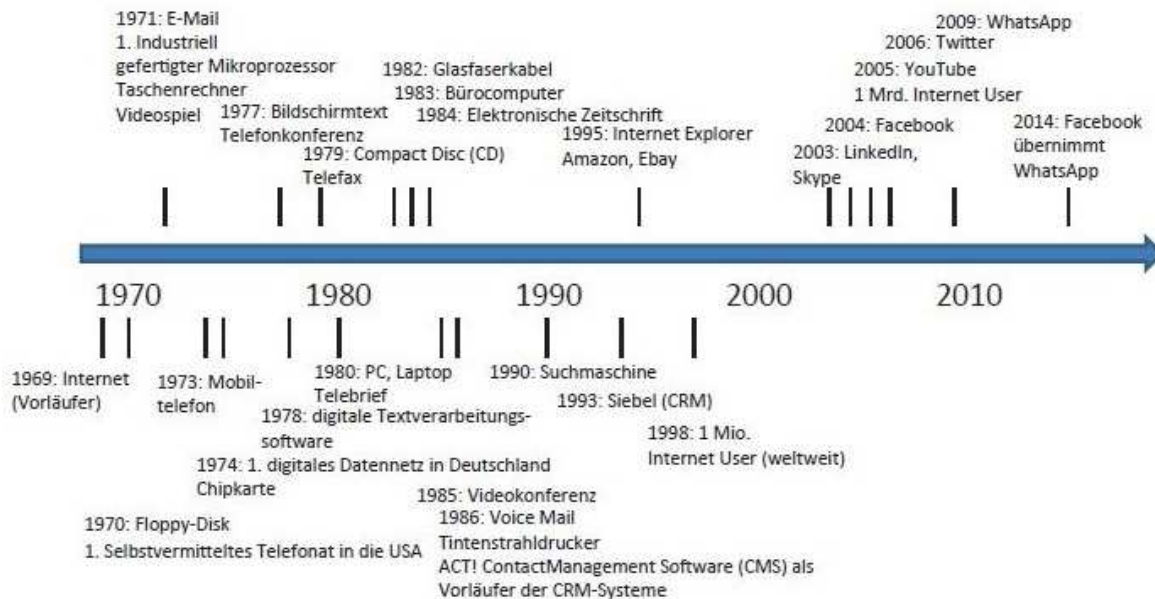 1971: E-Mail
1. Industriell
gefertigter Mikroprozessor
Taschenrechner
Videospiel
1977: Bildschirmtext
Telefonkonferenz
1979: Compact Disc (CD)
Telefax
1982: Glasfaserkabel
1983: Bürocomputer
1984: Elektronische Zeitschrift
1995: Internet Explorer
Amazon, Ebay
2003: LinkedIn,
Skype
2004: Facebook
2005: YouTube
1 Mrd. Internet User
2006: Twitter
2009: WhatsApp
2014: Facebook
übernimmt
WhatsApp
1970 1980 1990 2000 2010
1969: Internet
(Vorläufer)
1970: Floppy-Disk
1. Selbstvermitteltes Telefonat in die USA
1973: Mobil-
telefon
1974: 1. digitales Datennetz in Deutschland
Chipkarte
1978: digitale Textverarbeitungs-
software
1980: PC, Laptop
Telebrief
1985: Videokonferenz
1986: Voice Mail
Tintenstrahldrucker
ACT! ContactManagement Software (CMS) als
Vorläufer der CRM-Systeme
1990: Suchmaschine
1993: Siebel (CRM)
1998: 1 Mio.
Internet User (weltweit)